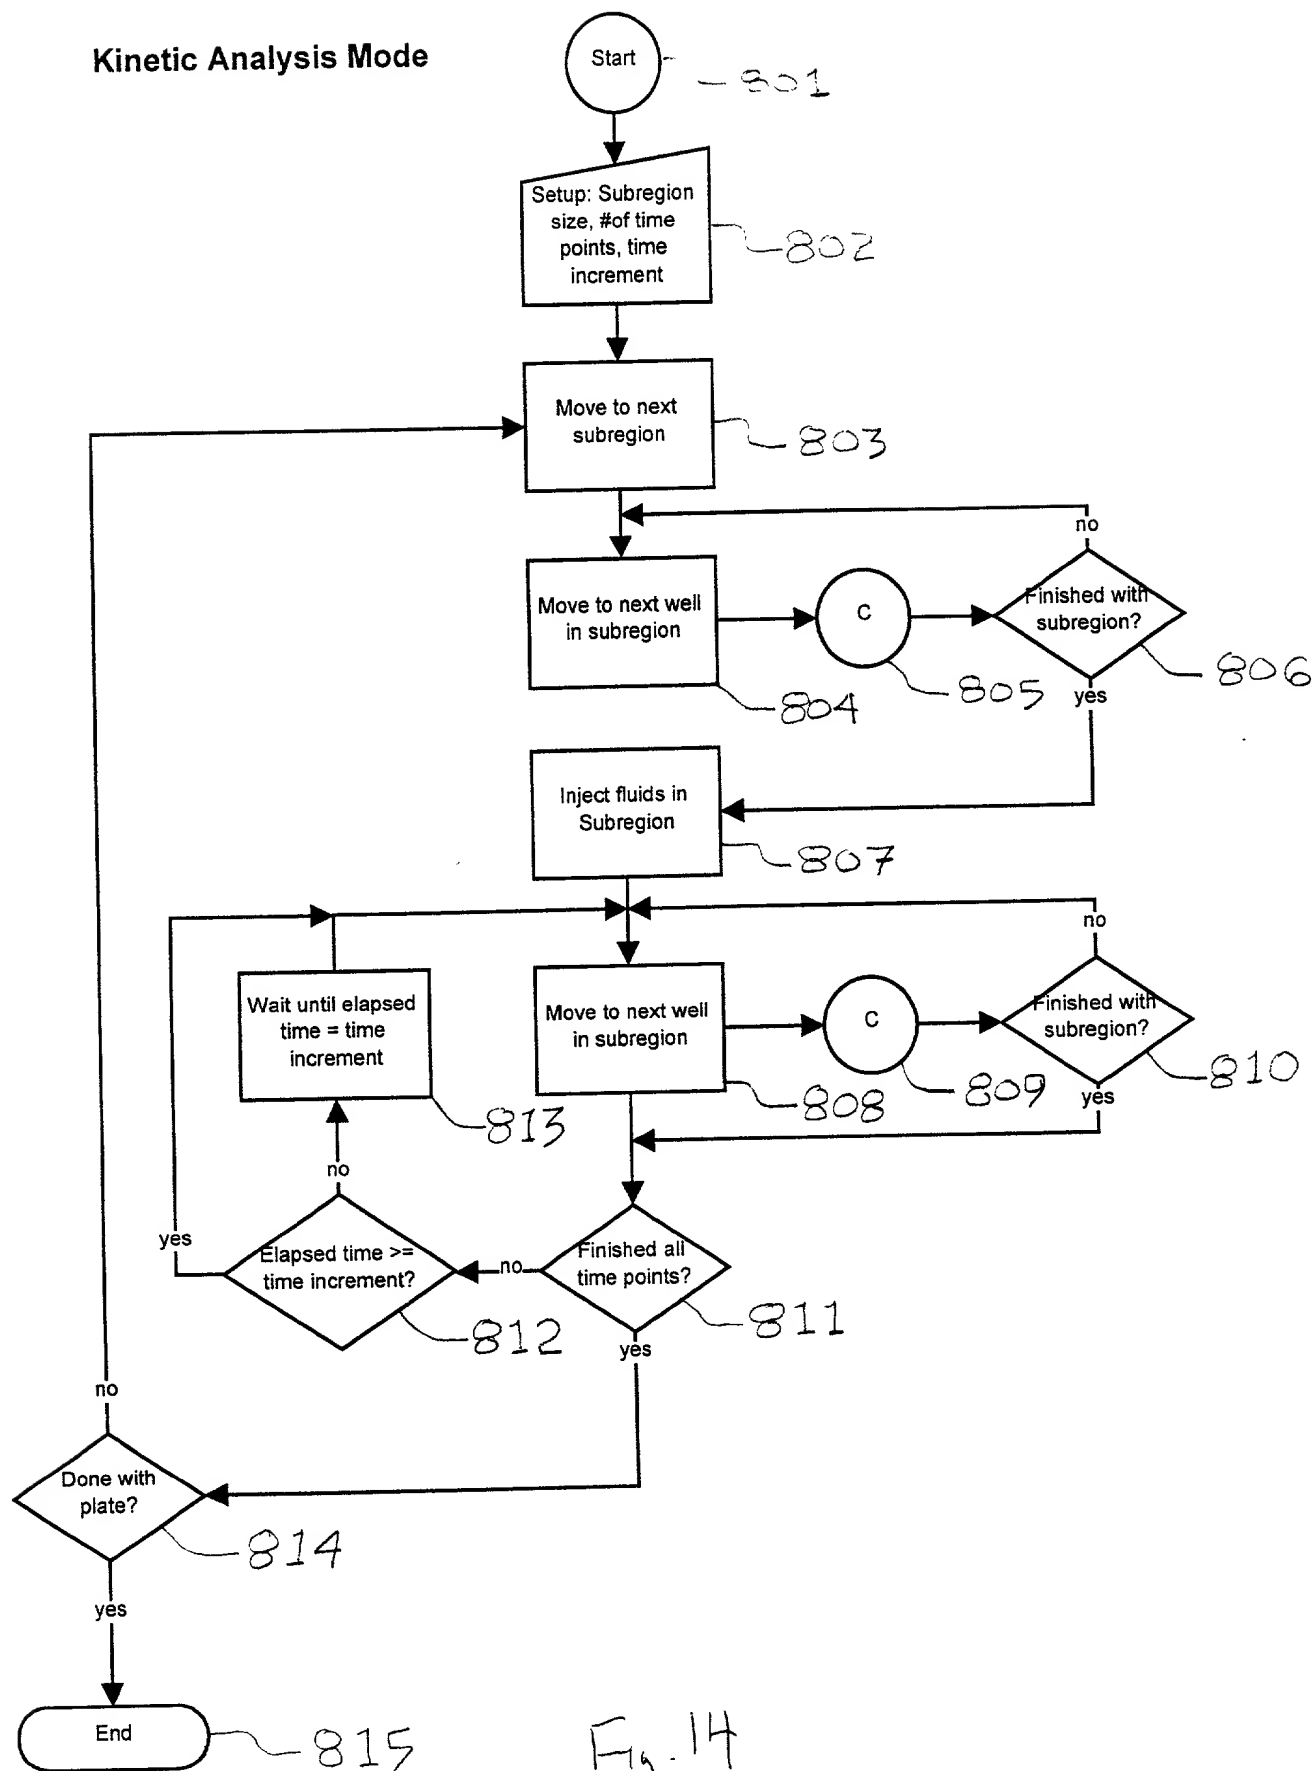 Kinetic Analysis Mode
Start
801
Setup: Subregion
size, #of time
points, time
increment
802
Move to next
subregion
803
no
Move to next well
in subregion
804
C
805
Finished with
subregion?
806
yes
Inject fluids in
Subregion
807
no
Wait until elapsed
time = time
increment
813
Move to next well
in subregion
808
C
809
Finished with
subregion?
810
yes
no
yes
Elapsed time >=
time increment?
812
no
Finished all
time points?
811
yes
no
Done with
plate?
814
yes
End
815
Fig. 14